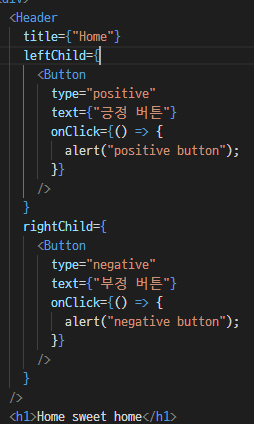 <Header
title={"Home"}
leftChild={
<Button
type="positive"
text={"긍정 버튼"}
onClick={() => {
alert("positive button");
}}
/>
}
rightChild={
<Button
type="negative"
text={"부정 버튼"}
onClick={() => {
alert("negative button");
}}
/>
}
/>
<h1>Home sweet home</h1>